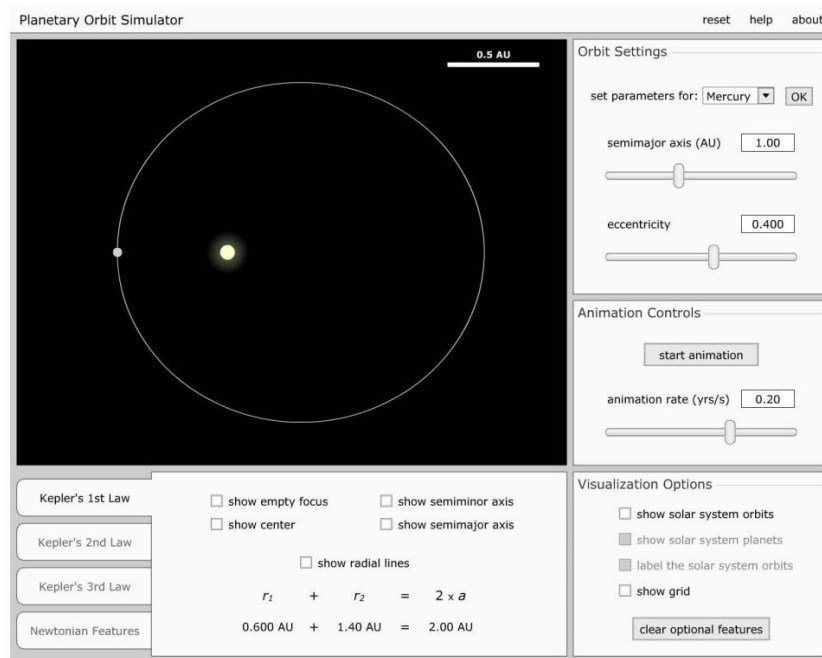 Planetary Orbit Simulator
reset help about
0.5 AU
Orbit Settings
set parameters for: Mercury OK
semimajor axis (AU) 1.00
eccentricity 0.400
Animation Controls
start animation
animation rate (yrs/s) 0.20
Kepler's 1st Law
Kepler's 2nd Law
Kepler's 3rd Law
Newtonian Features
show empty focus show semiminor axis
show center show semimajor axis
show radial lines
r₁ + r₂ = 2 x a
0.600 AU + 1.40 AU = 2.00 AU
Visualization Options
show solar system orbits
show solar system planets
label the solar system orbits
show grid
clear optional features